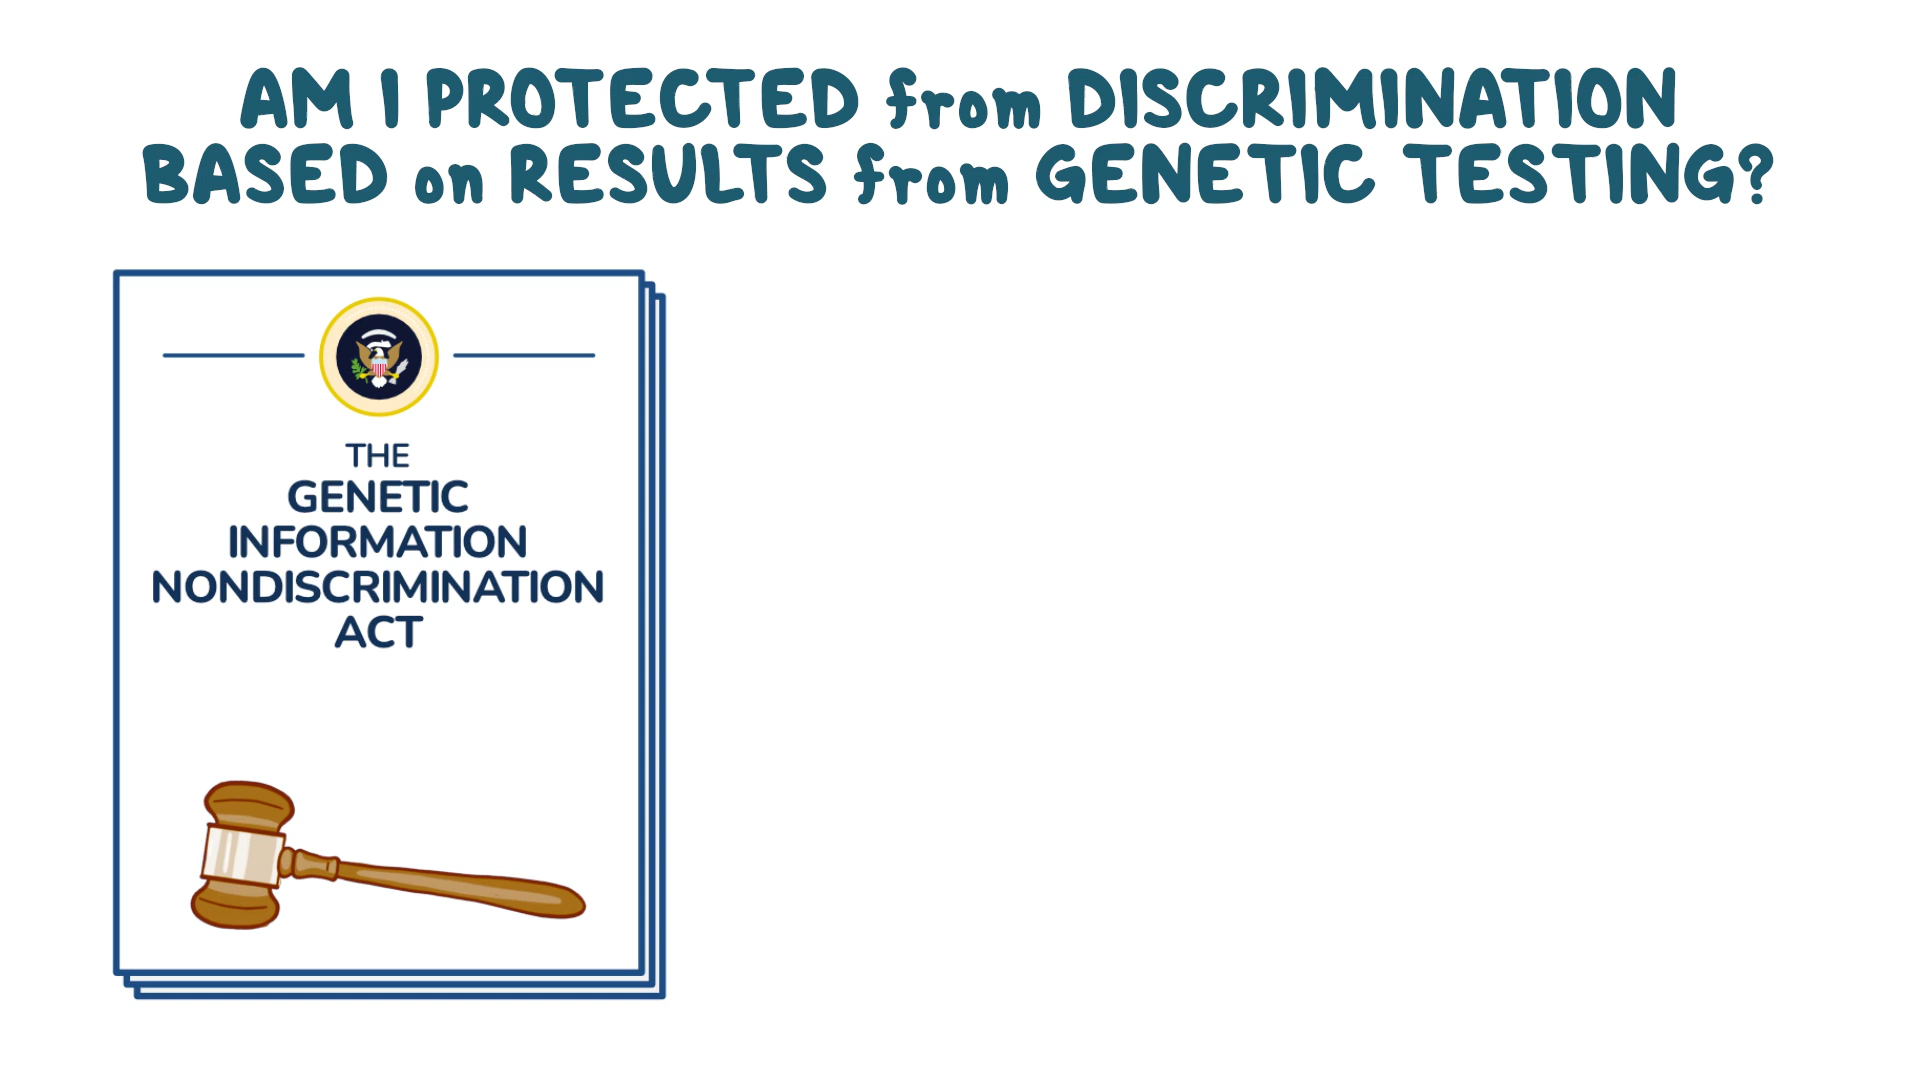 AM I PROTECTED from DISCRIMINATION
BASED on RESULTS from GENETIC TESTING?
THE
GENETIC
INFORMATION
NONDISCRIMINATION
ACT